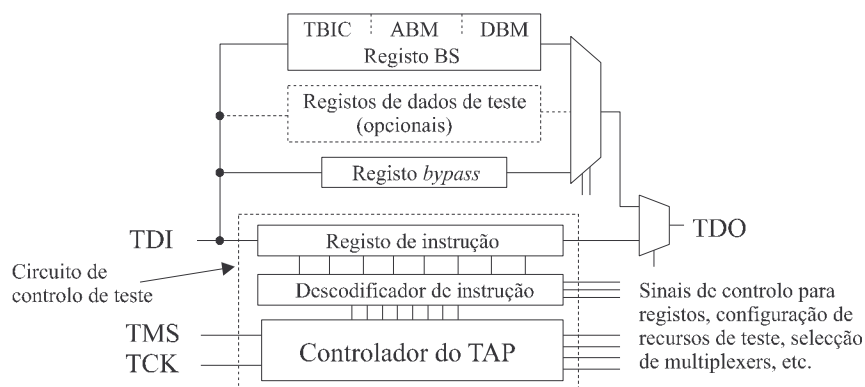 TBIC ABM DBM
Registo BS
Registos de dados de teste
(opcionais)
Registo bypass
TDI
Registo de instrução
TDO
Circuito de
controlo de teste
Descodificador de instrução
Sinais de controlo para
registos, configuração de
recursos de teste, selecção
de multiplexers, etc.
TMS
TCK
Controlador do TAP